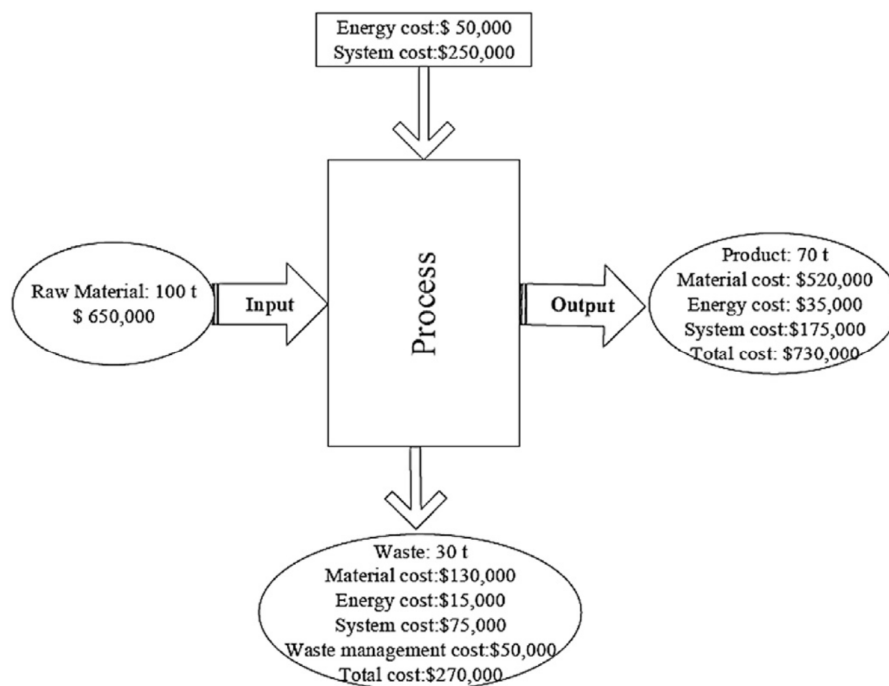 Energy cost:$ 50,000
System cost:$250,000
Raw Material: 100 t
$ 650,000
Input
Process
Output
Product: 70 t
Material cost: $520,000
Energy cost: $35,000
System cost:$175,000
Total cost: $730,000
Waste: 30 t
Material cost:$130,000
Energy cost:$15,000
System cost:$75,000
Waste management cost:$50,000
Total cost:$270,000